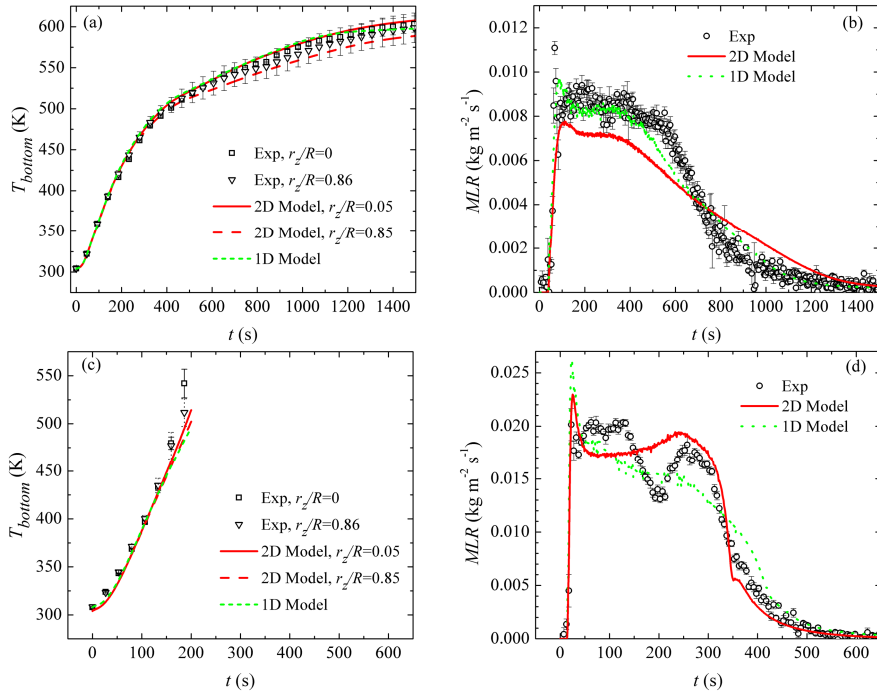 (a)
T_bottom (K)
600
550
500
450
400
350
300
Exp, r_z/R=0
Exp, r_z/R=0.86
2D Model, r_z/R=0.05
2D Model, r_z/R=0.85
1D Model
0 200 400 600 800 1000 1200 1400
t (s)
(b)
MLR (kg m⁻² s⁻¹)
0.012
0.010
0.008
0.006
0.004
0.002
0.000
Exp
2D Model
1D Model
0 200 400 600 800 1000 1200 1400
t (s)
(c)
T_bottom (K)
550
500
450
400
350
300
Exp, r_z/R=0
Exp, r_z/R=0.86
2D Model, r_z/R=0.05
2D Model, r_z/R=0.85
1D Model
0 100 200 300 400 500 600
t (s)
(d)
MLR (kg m⁻² s⁻¹)
0.025
0.020
0.015
0.010
0.005
0.000
Exp
2D Model
1D Model
0 100 200 300 400 500 600
t (s)